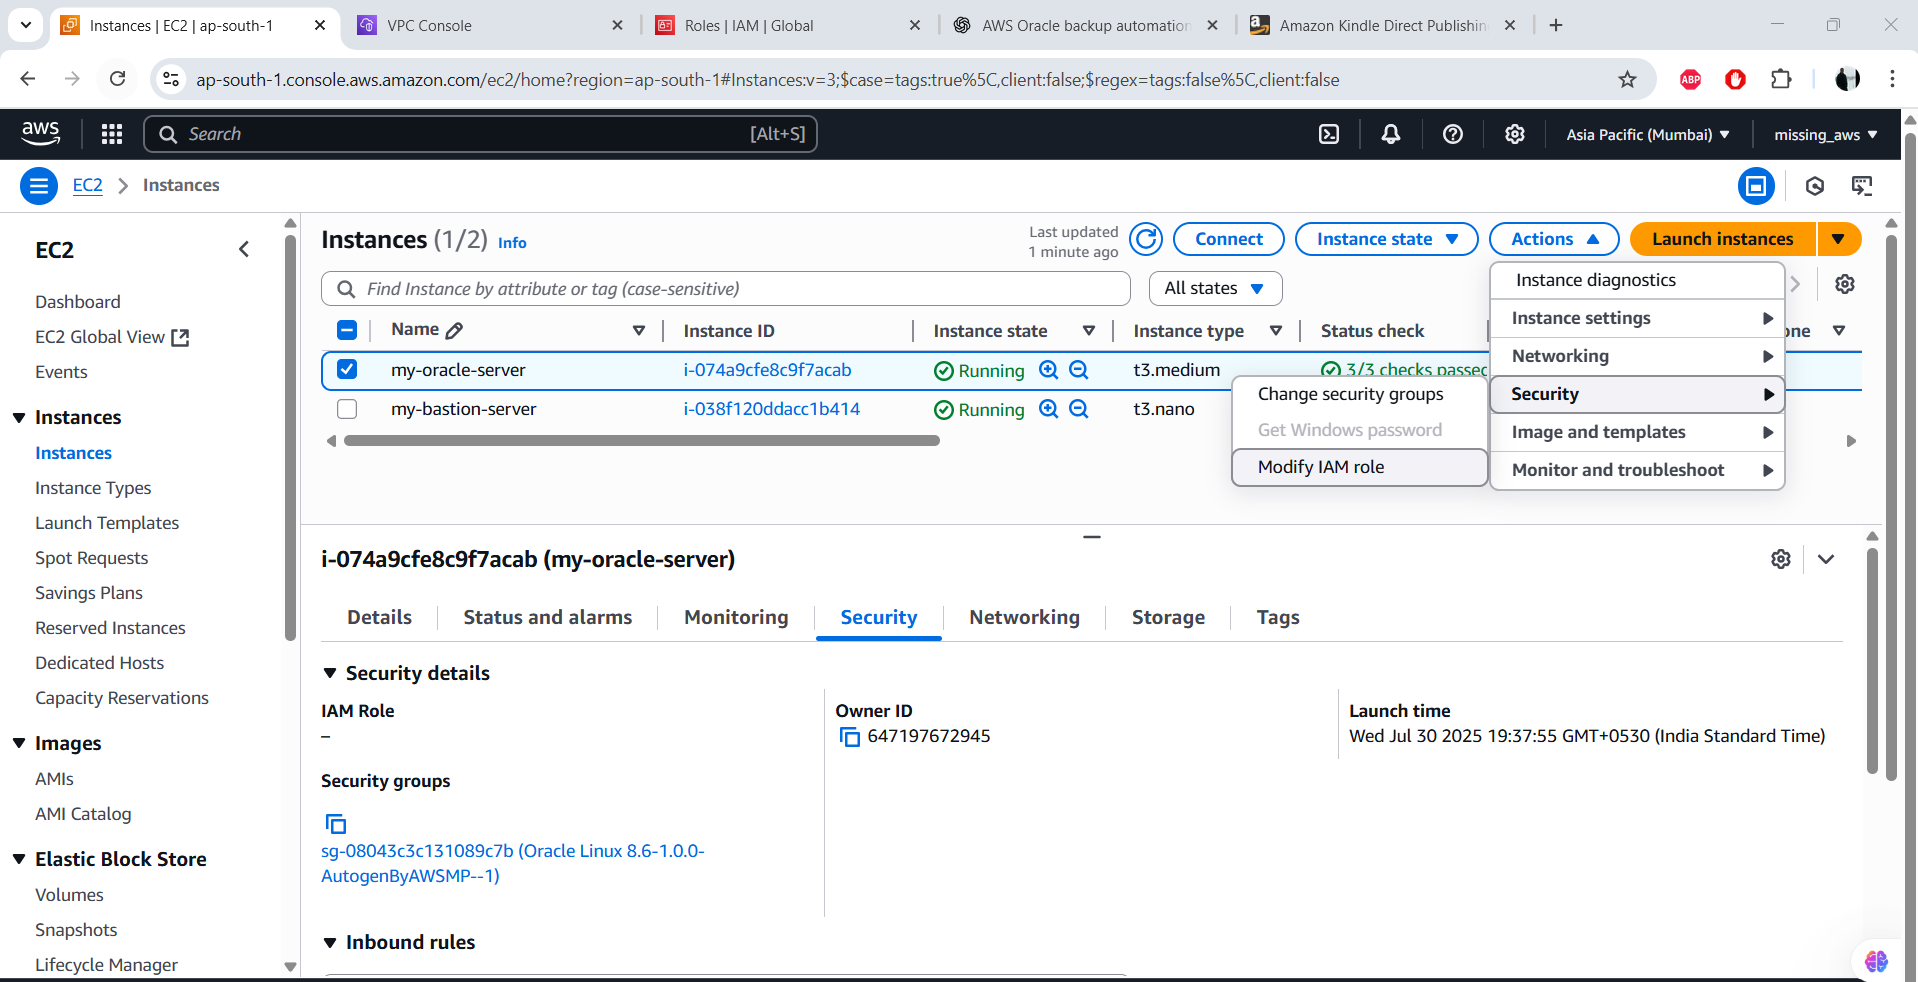 Instances | EC2 | ap-south-1
VPC Console
Roles | IAM | Global
AWS Oracle backup automation
Amazon Kindle Direct Publishin
ap-south-1.console.aws.amazon.com/ec2/home?region=ap-south-1#Instances:v=3;$case=tags:true%5C,client:false;$regex=tags:false%5C,client:false
ABP
aws
Search
[Alt+S]
Asia Pacific (Mumbai)
missing_aws
EC2
Instances
EC2
Dashboard
EC2 Global View
Events
Instances
Instances
Instance Types
Launch Templates
Spot Requests
Savings Plans
Reserved Instances
Dedicated Hosts
Capacity Reservations
Images
AMIs
AMI Catalog
Elastic Block Store
Volumes
Snapshots
Lifecycle Manager
Instances (1/2) Info
Last updated
1 minute ago
Connect
Instance state
Actions
Launch instances
Find Instance by attribute or tag (case-sensitive)
All states
Name
Instance ID
Instance state
Instance type
Status check
one
my-oracle-server
i-074a9cfe8c9f7acab
Running
t3.medium
3/3 checks passed
my-bastion-server
i-038f120ddacc1b414
Running
t3.nano
Instance diagnostics
Instance settings
Networking
Security
Image and templates
Monitor and troubleshoot
Change security groups
Get Windows password
Modify IAM role
i-074a9cfe8c9f7acab (my-oracle-server)
Details
Status and alarms
Monitoring
Security
Networking
Storage
Tags
Security details
IAM Role
–
Owner ID
647197672945
Launch time
Wed Jul 30 2025 19:37:55 GMT+0530 (India Standard Time)
Security groups
sg-08043c3c131089c7b (Oracle Linux 8.6-1.0.0-
AutogenByAWSMP--1)
Inbound rules